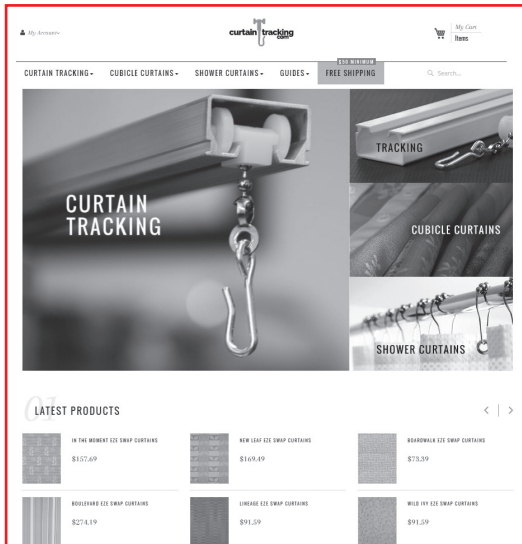 My Account
curtain tracking
.com
My Cart
Items
$50 MINIMUM
CURTAIN TRACKING
CUBICLE CURTAINS
SHOWER CURTAINS
GUIDES
FREE SHIPPING
Search...
CURTAIN
TRACKING
TRACKING
CUBICLE CURTAINS
SHOWER CURTAINS
01
LATEST PRODUCTS
IN THE MOMENT EZE SWAP CURTAINS
$157.69
NEW LEAF EZE SWAP CURTAINS
$169.49
BOARDWALK EZE SWAP CURTAINS
$73.39
BOULEVARD EZE SWAP CURTAINS
$274.19
LINEAGE EZE SWAP CURTAINS
$91.59
WILD IVY EZE SWAP CURTAINS
$91.59